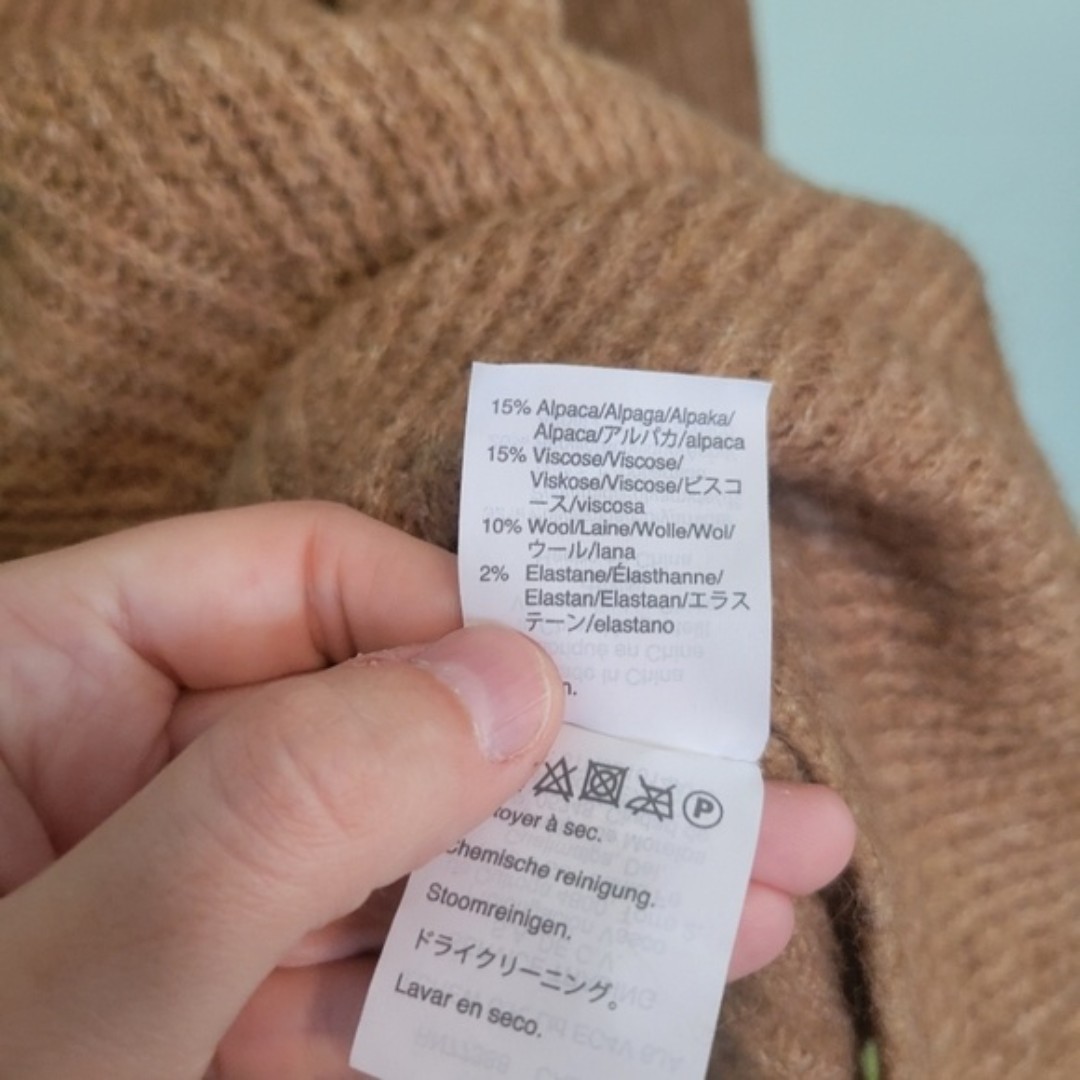 15% Alpaca/Alpaga/Alpaka/
Alpaca/アルパカ/alpaca
15% Viscose/Viscose/
Viskose/Viscose/ビスコ
ース/viscosa
10% Wool/Laine/Wolle/Wol/
ウール/lana
2% Elastane/Élasthanne/
Elastan/Elastaan/エラス
テーン/elastano
n.
P
toyer à sec.
Chemische reinigung.
Stoomreinigen.
ドライクリーニング。
Lavar en seco.